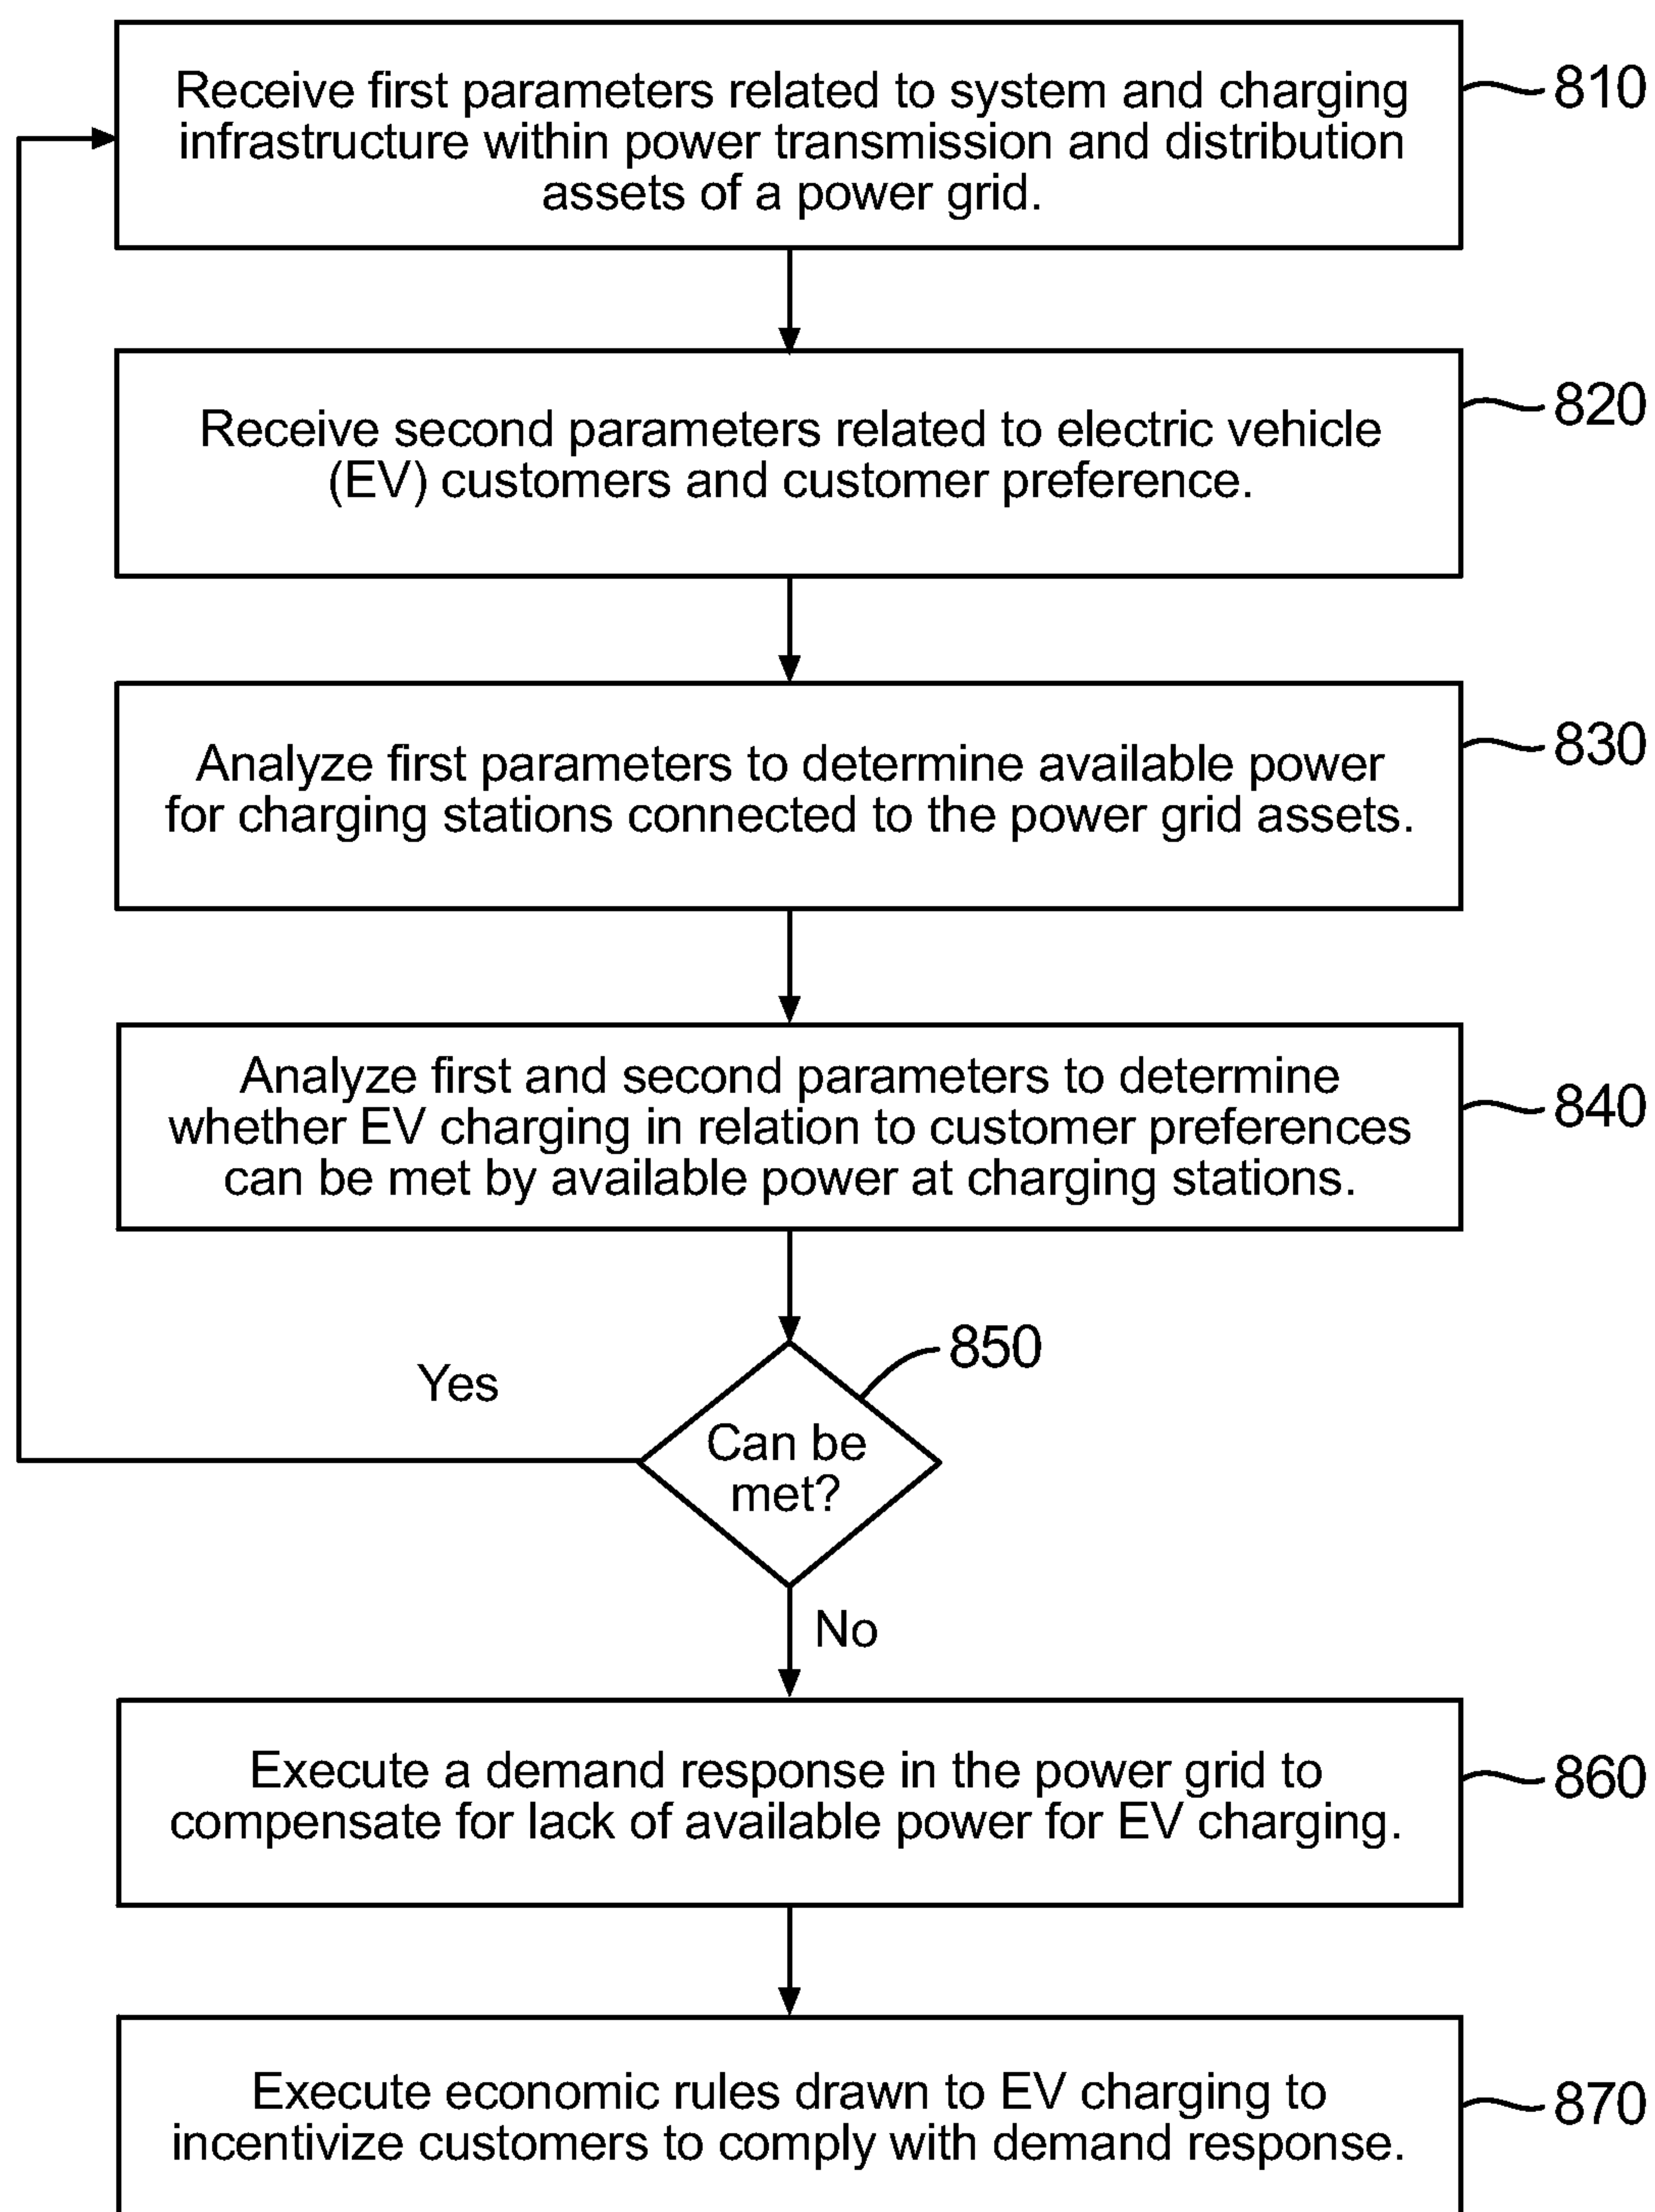 Receive first parameters related to system and charging
infrastructure within power transmission and distribution
assets of a power grid.
810
Receive second parameters related to electric vehicle
(EV) customers and customer preference.
820
Analyze first parameters to determine available power
for charging stations connected to the power grid assets.
830
Analyze first and second parameters to determine
whether EV charging in relation to customer preferences
can be met by available power at charging stations.
840
850
Yes
Can be
met?
No
Execute a demand response in the power grid to
compensate for lack of available power for EV charging.
860
Execute economic rules drawn to EV charging to
incentivize customers to comply with demand response.
870